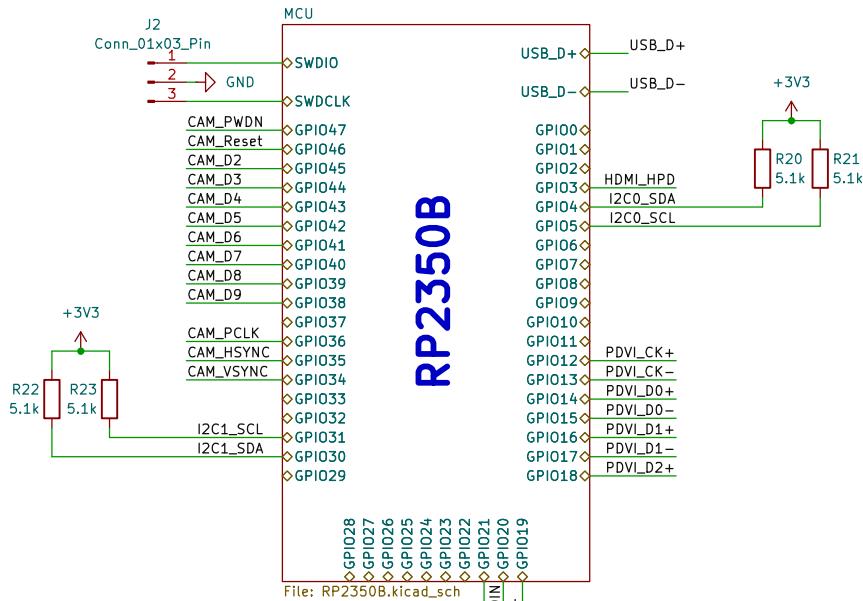 MCU
J2
Conn_01x03_Pin
1
2
3
GND
SWDIO
SWDCLK
CAM_PWDN
GPIO47
CAM_Reset
GPIO46
CAM_D2
GPIO45
CAM_D3
GPIO44
CAM_D4
GPIO43
CAM_D5
GPIO42
CAM_D6
GPIO41
CAM_D7
GPIO40
CAM_D8
GPIO39
CAM_D9
GPIO38
GPIO37
CAM_PCLK
GPIO36
CAM_HSYNC
GPIO35
CAM_VSYNC
GPIO34
GPIO33
GPIO32
I2C1_SCL
GPIO31
I2C1_SDA
GPIO30
GPIO29
+3V3
R22
5.1k
R23
5.1k
RP2350B
USB_D+
USB_D+
USB_D-
USB_D-
GPIO0
GPIO1
GPIO2
GPIO3
HDMI_HPD
GPIO4
I2C0_SDA
GPIO5
I2C0_SCL
GPIO6
GPIO7
GPIO8
GPIO9
GPIO10
GPIO11
GPIO12
PDVI_CK+
GPIO13
PDVI_CK-
GPIO14
PDVI_D0+
GPIO15
PDVI_D0-
GPIO16
PDVI_D1+
GPIO17
PDVI_D1-
GPIO18
PDVI_D2+
+3V3
R20
5.1k
R21
5.1k
GPIO28
GPIO27
GPIO26
GPIO25
GPIO24
GPIO23
GPIO22
GPIO21
GPIO20
GPIO19
File: RP2350B.kicad_sch